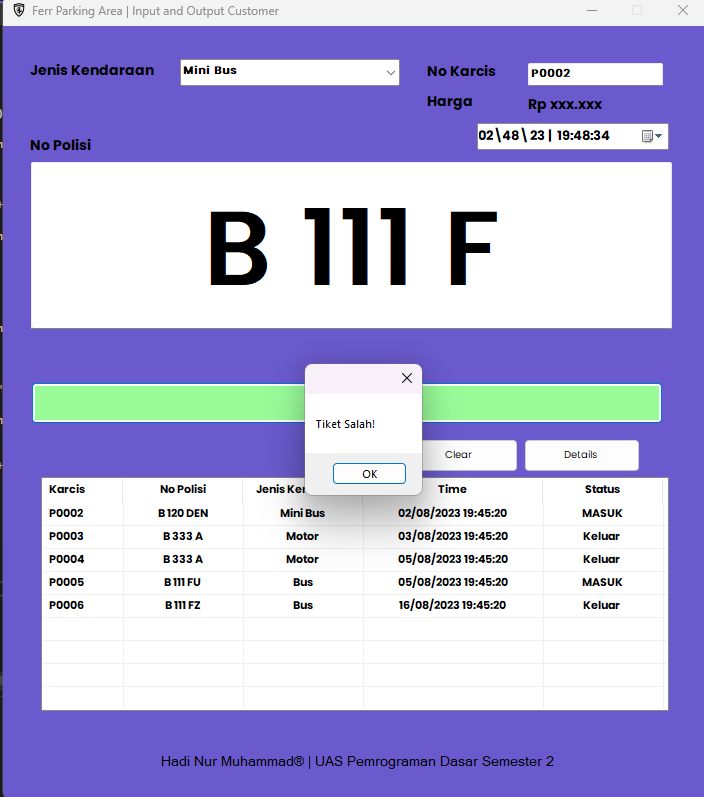 Ferr Parking Area | Input and Output Customer
Jenis Kendaraan Mini Bus No Karcis P0002
Harga Rp xxx.xxx
02\48\23 | 19:48:34
No Polisi
B 111 F
Tiket Salah!
OK
Clear Details
Karcis No Polisi Time Status
P0002 B 120 DEN Mini Bus 02/08/2023 19:45:20 MASUK
P0003 B 333 A Motor 03/08/2023 19:45:20 Keluar
P0004 B 333 A Motor 05/08/2023 19:45:20 Keluar
P0005 B 111 FU Bus 05/08/2023 19:45:20 MASUK
P0006 B 111 FZ Bus 16/08/2023 19:45:20 Keluar
Hadi Nur Muhammad® | UAS Pemrograman Dasar Semester 2